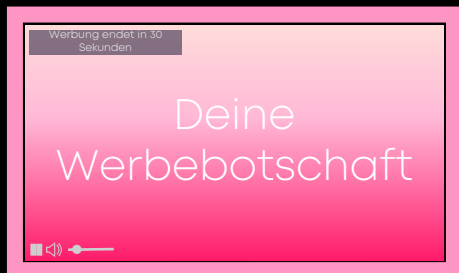 Werbung endet in 30
Sekunden
Deine
Werbebotschaft